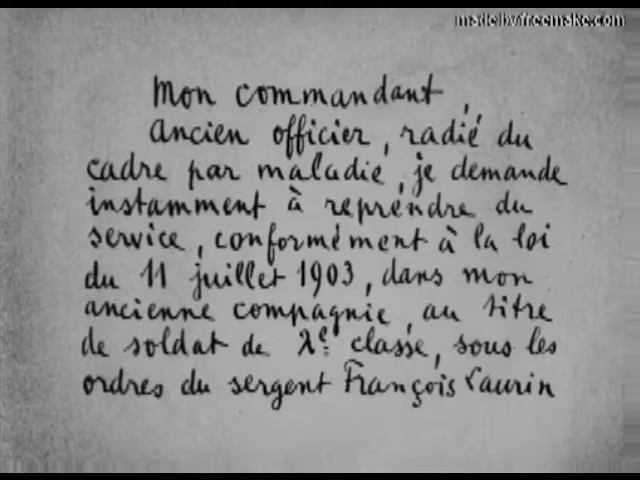 madelbyfreemake.com
Mon commandant,
ancien officier, radié du
cadre par maladie, je demande
instamment à reprendre du
service, conformément à la loi
du 11 juillet 1903, dans mon
ancienne compagnie, au titre
de soldat de 2e classe, sous les
ordres du sergent François Laurin